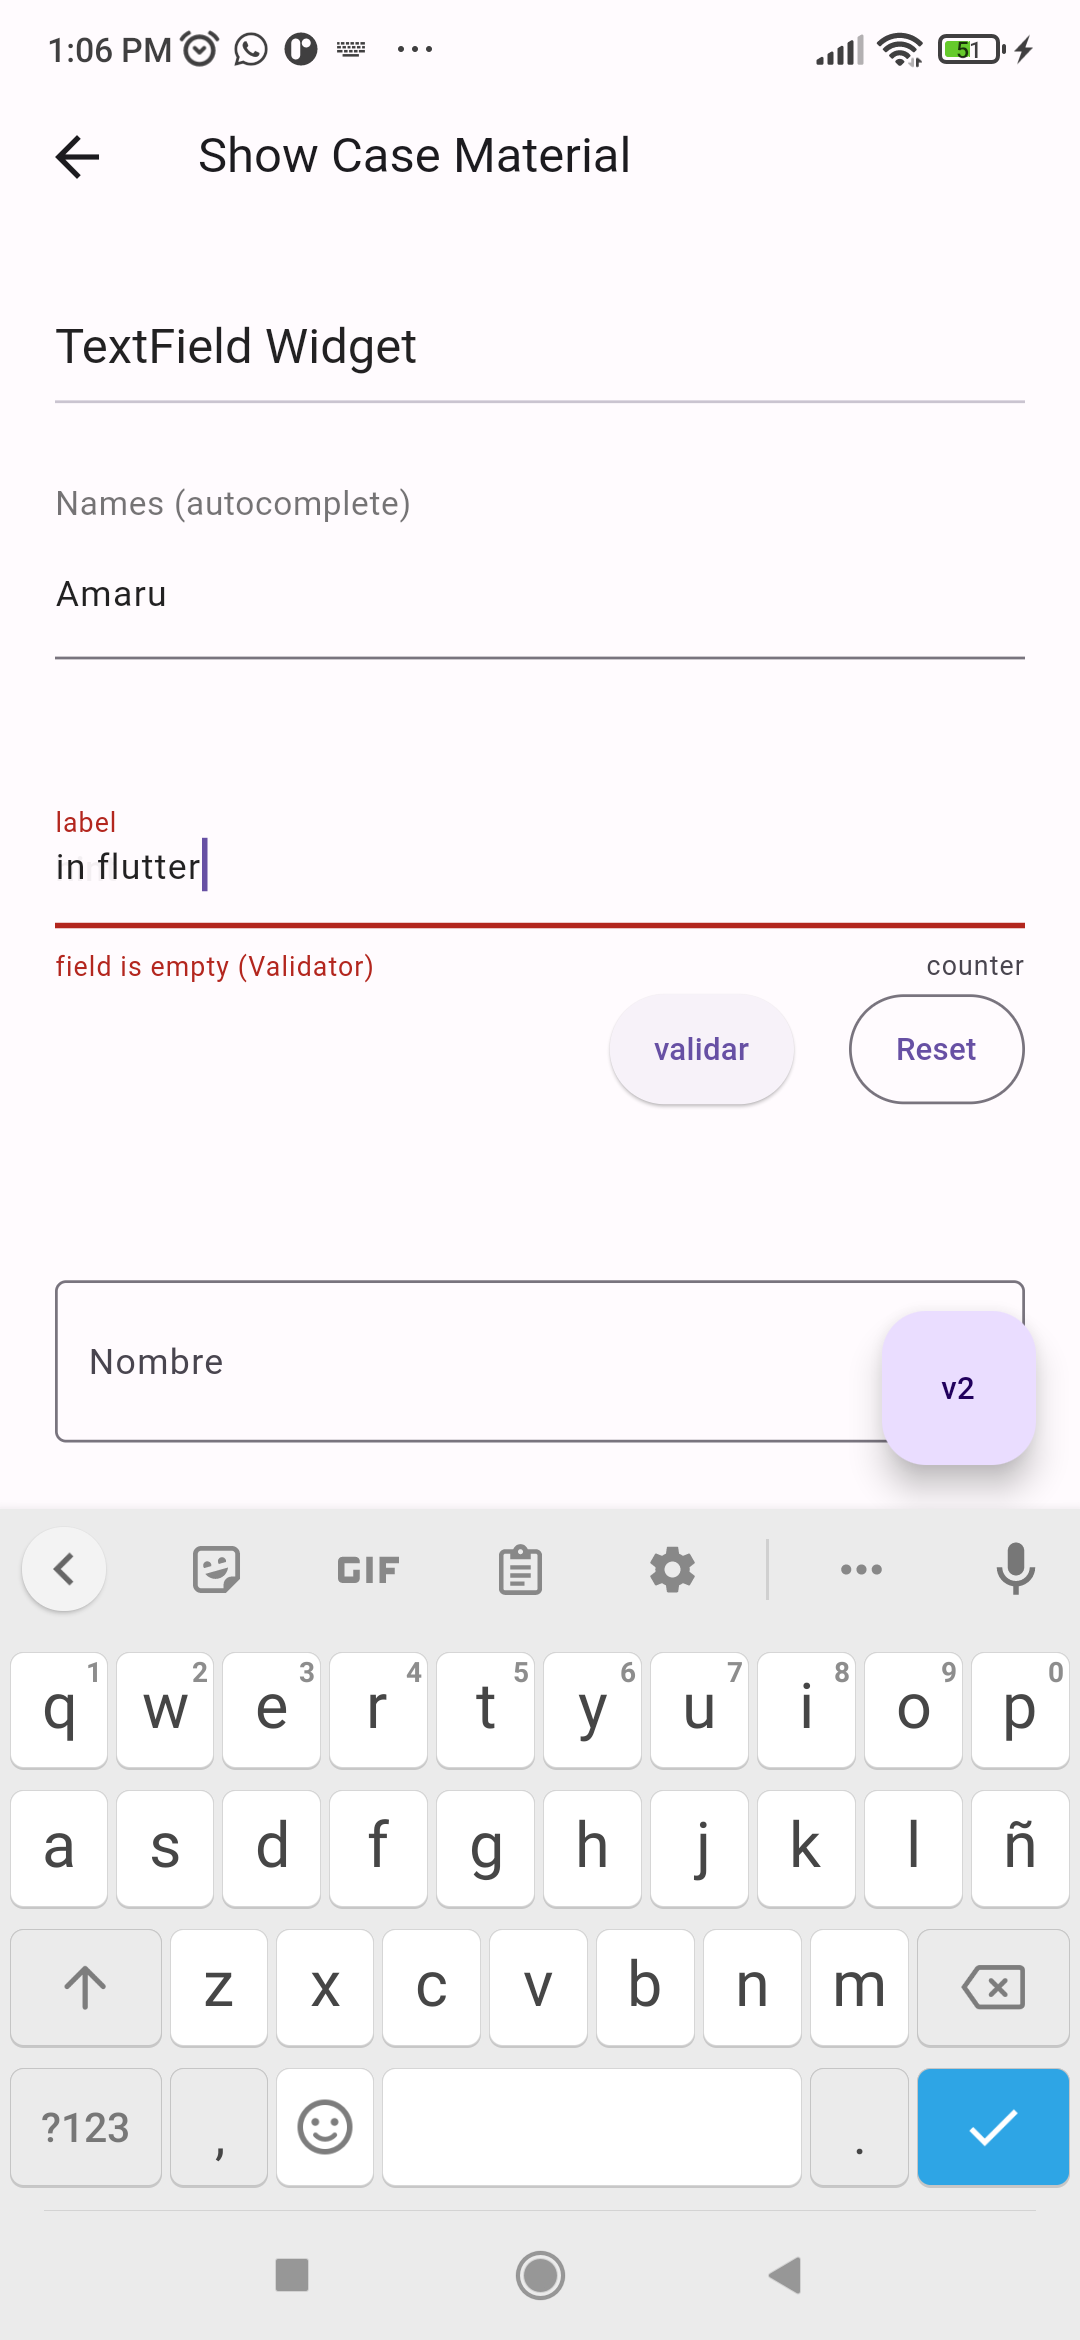 1:06 PM
51
Show Case Material
TextField Widget
Names (autocomplete)
Amaru
label
in flutter
field is empty (Validator)
counter
validar
Reset
Nombre
v2
GIF
1 2 3 4 5 6 7 8 9 0
q w e r t y u i o p
a s d f g h j k l ñ
z x c v b n m
?123 , .